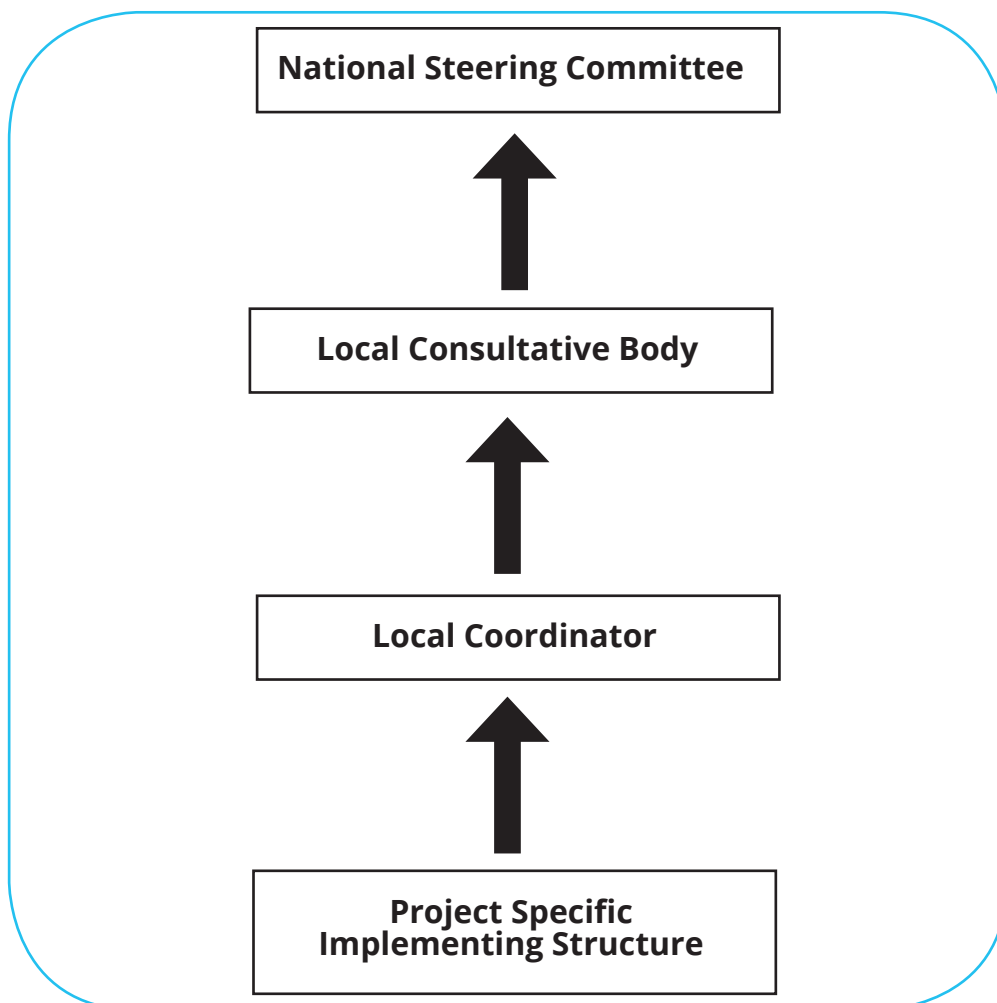 National Steering Committee
Local Consultative Body
Local Coordinator
Project Specific
Implementing Structure